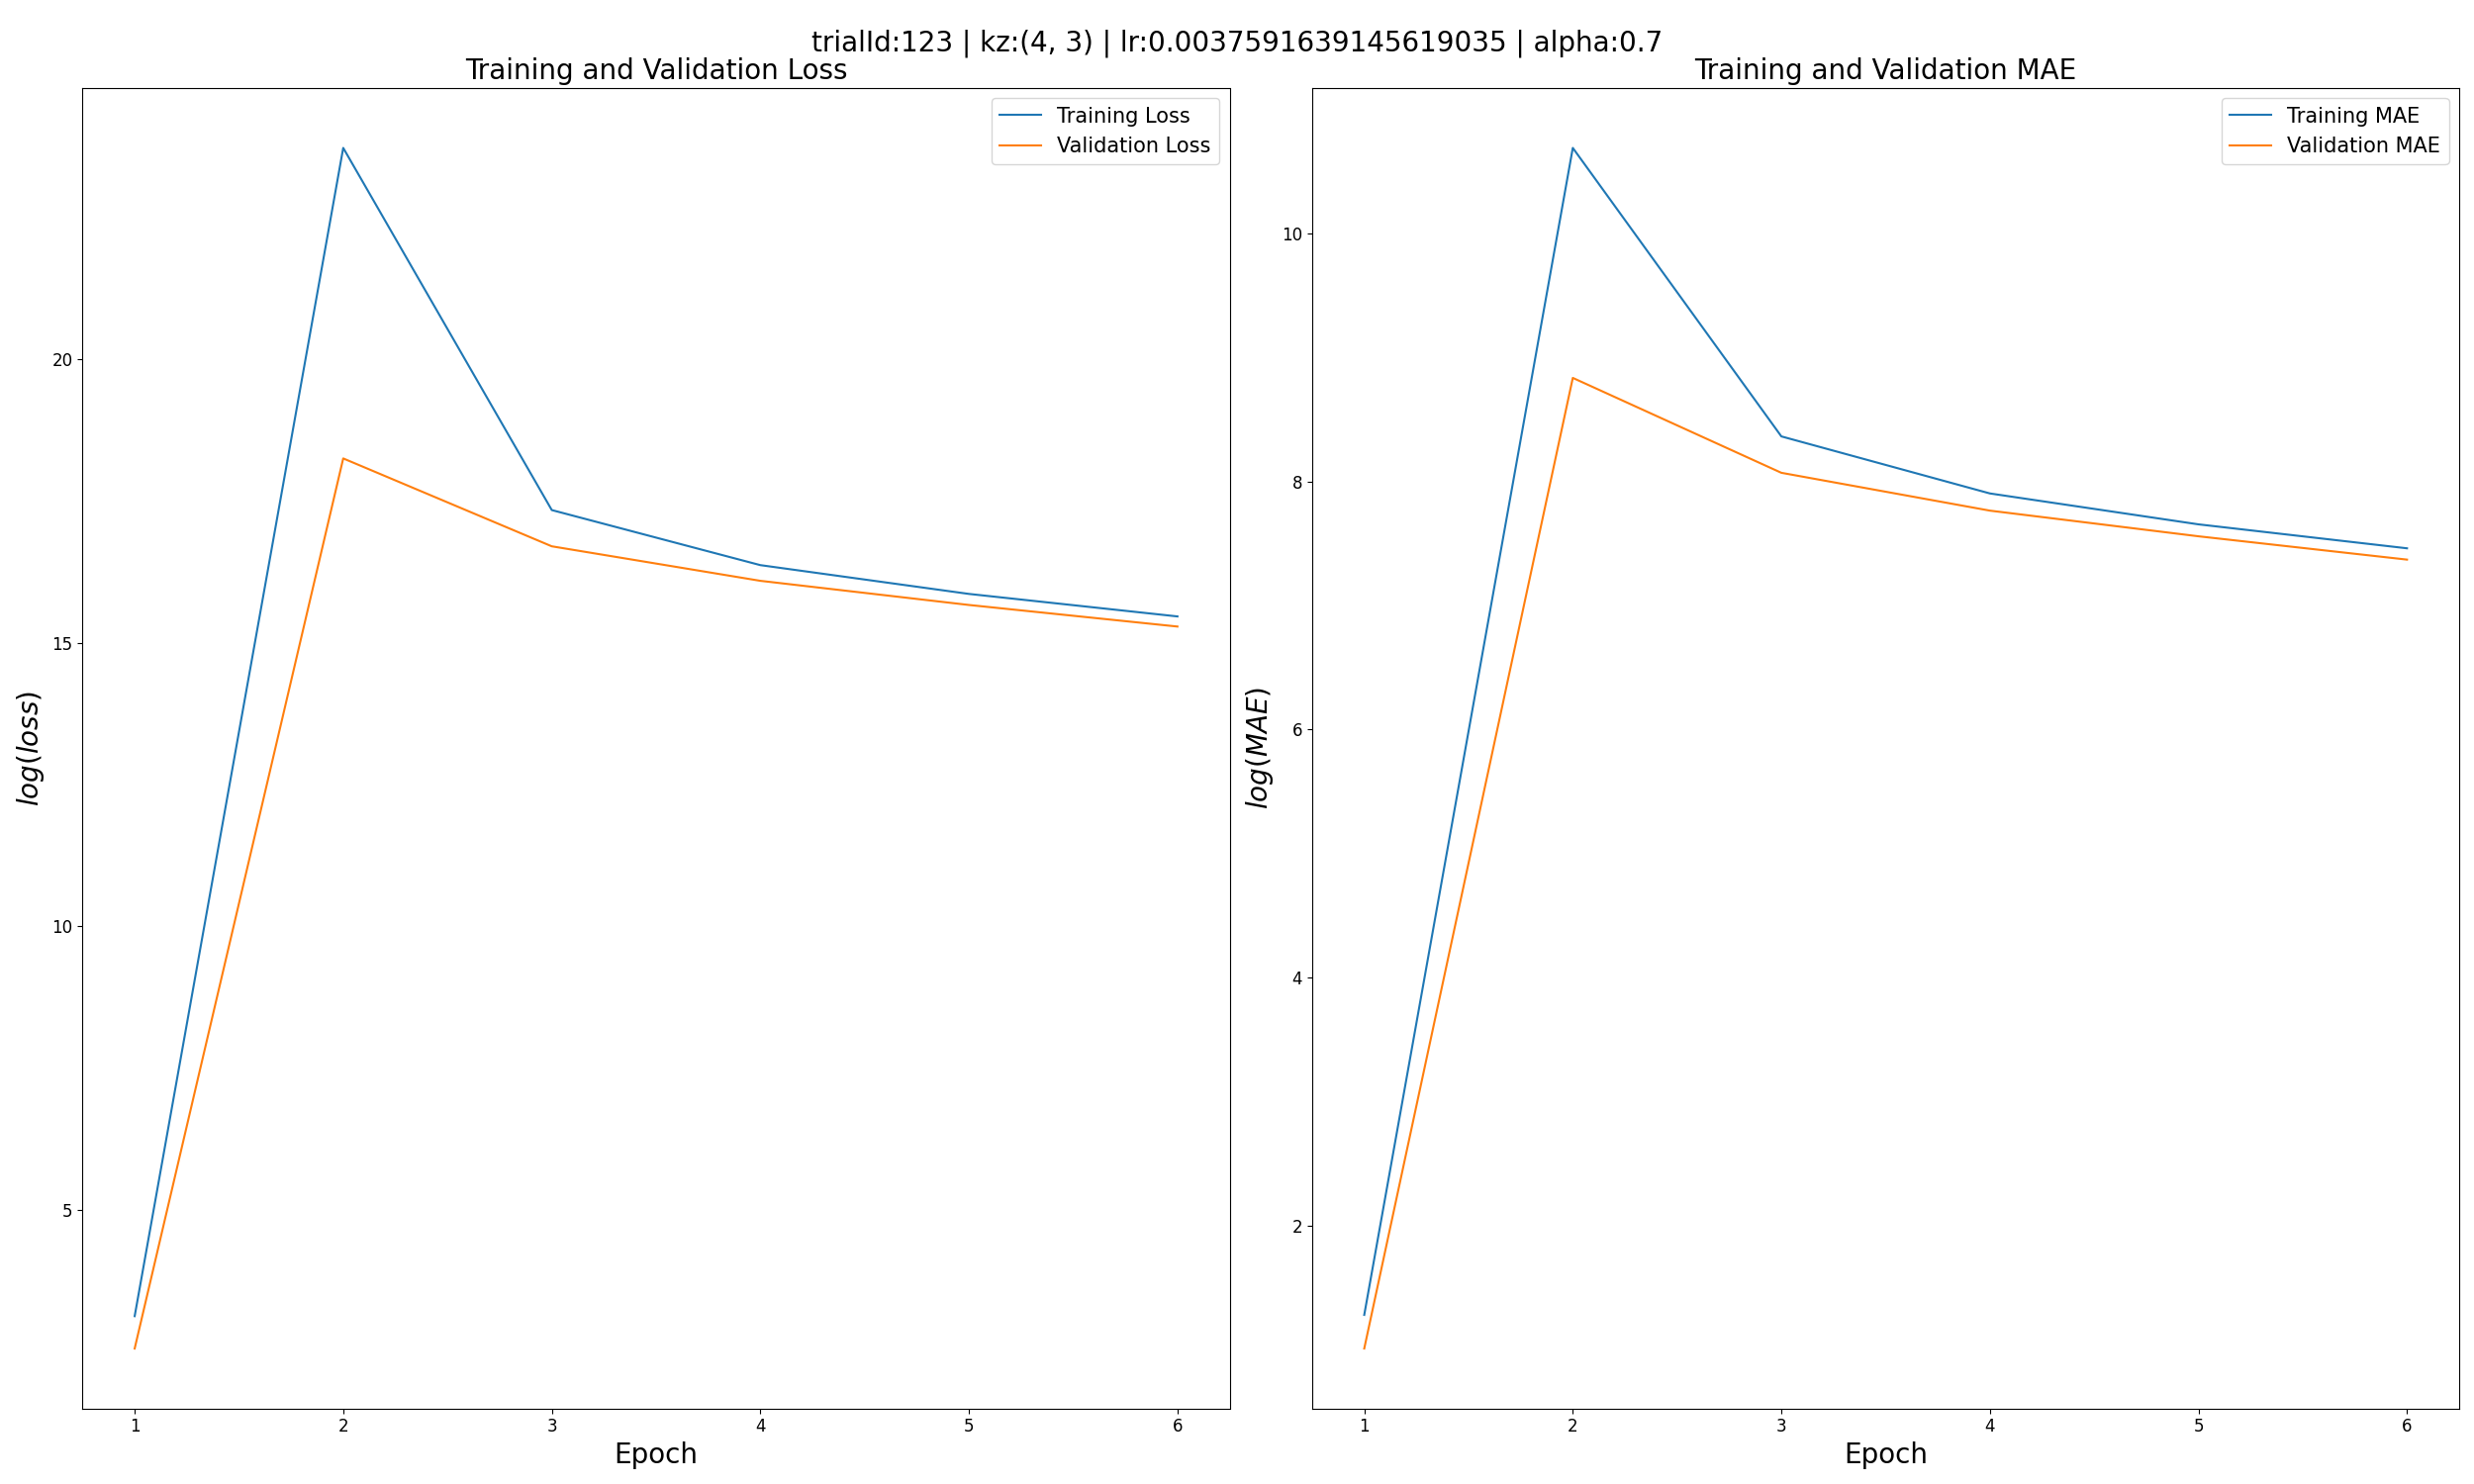 trialId:123 | kz:(4, 3) | lr:0.0037591639145619035 | alpha:0.7
Training and Validation Loss
Training Loss
Validation Loss
20
15
10
5
log(loss)
1 2 3 4 5 6
Epoch
Training and Validation MAE
Training MAE
Validation MAE
10
8
6
4
2
log(MAE)
1 2 3 4 5 6
Epoch